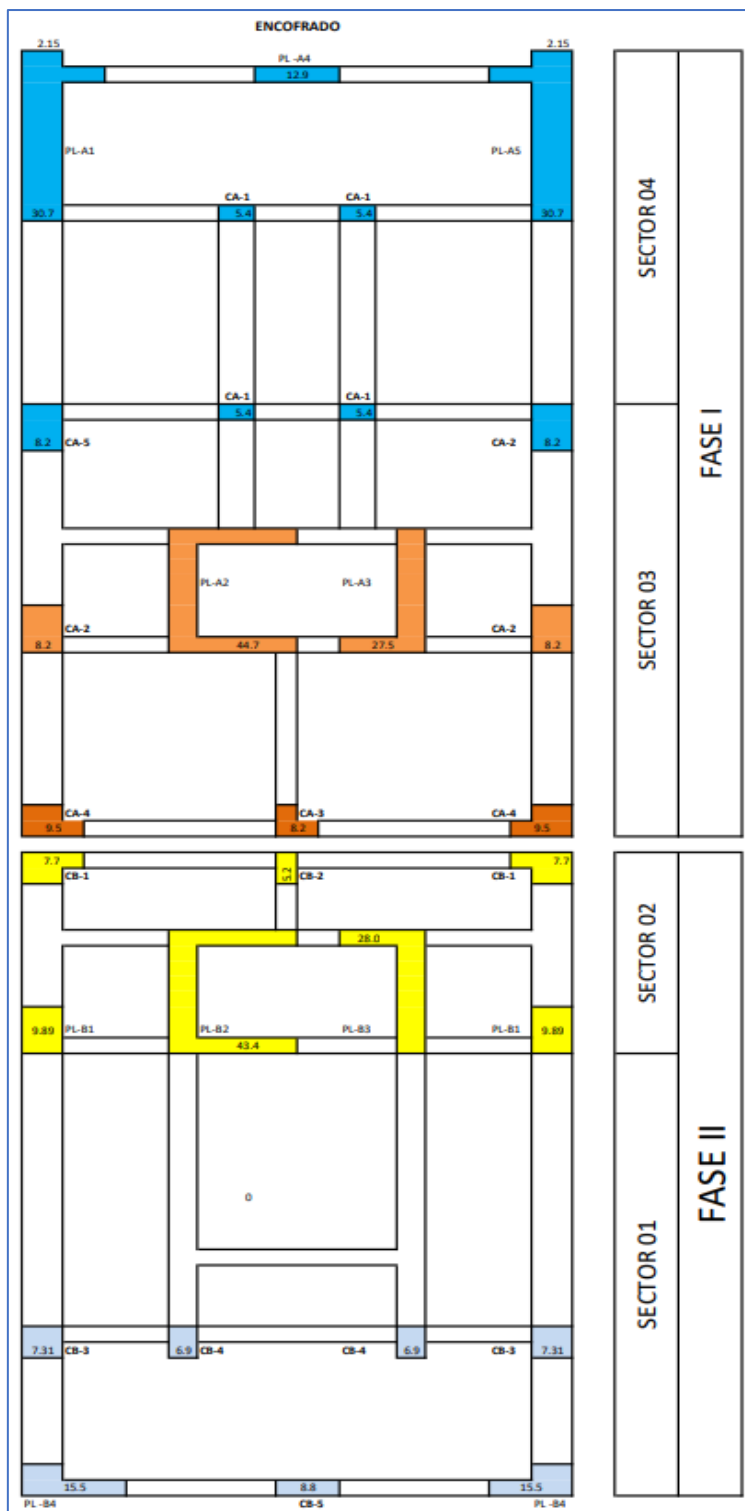 ENCOFRADO
2.15 2.15
PL -A4
12.9
PL-A1 PL-A5
CA-1 CA-1
30.7 5.4 5.4 30.7
SECTOR 04
CA-1 CA-1
5.4 5.4
8.2 CA-5 CA-2 8.2
FASE I
PL-A2 PL-A3
SECTOR 03
CA-2 CA-2
8.2 44.7 27.5 8.2
CA-4 CA-3 CA-4
9.5 8.2 9.5
7.7 5.2 7.7
CB-1 CB-2 CB-1
28.0
SECTOR 02
9.89 PL-B1 PL-B2 PL-B3 PL-B1 9.89
43.4
FASE II
0
SECTOR 01
7.31 CB-3 6.9 CB-4 CB-4 6.9 CB-3 7.31
15.5 8.8 15.5
PL -B4 CB-5 PL -B4